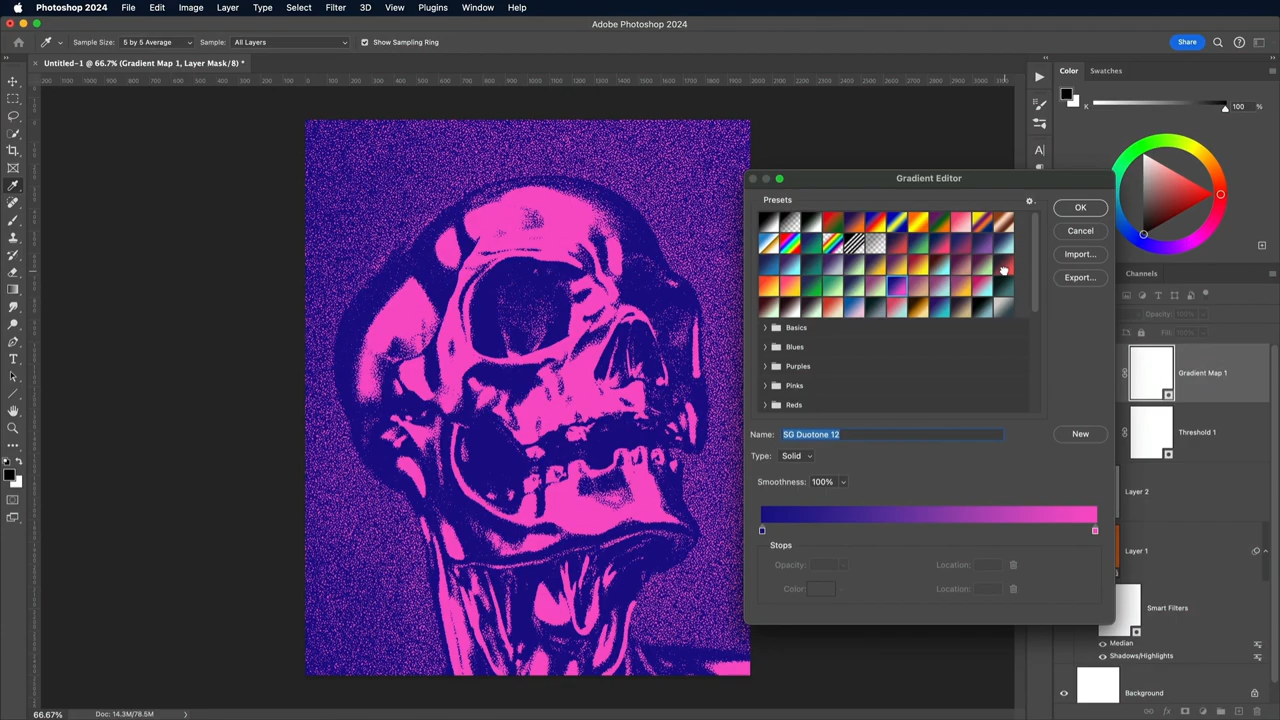 Photoshop 2024 File Edit Image Layer Type Select Filter 3D View Plugins Window Help
Adobe Photoshop 2024
Sample Size: 5 by 5 Average Sample: All Layers Show Sampling Ring Share
Untitled-1 @ 66.7% (Gradient Map 1, Layer Mask/8) *
Color Swatches
K 100 %
Gradient Editor
Presets
OK
Cancel
Import...
Export...
Basics
Blues
Purples
Pinks
Reds
Name: SG Duotone 12 New
Type: Solid
Smoothness: 100%
Stops
Opacity: Location:
Color: Location:
Channels
Opacity: 100%
Fill: 100%
Gradient Map 1
Threshold 1
Layer 2
Layer 1
Smart Filters
Median
Shadows/Highlights
Background
66.67% Doc: 14.3M/78.5M